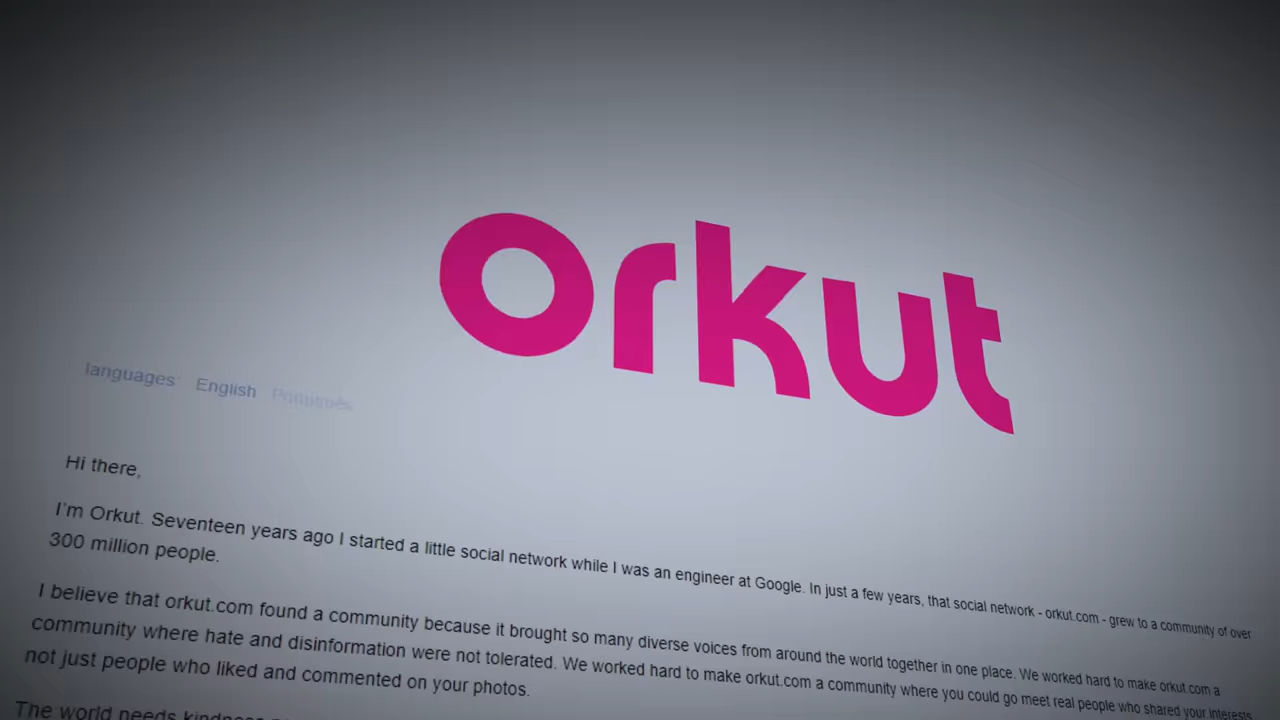 orkut
languages: English Português
Hi there,
I'm Orkut. Seventeen years ago I started a little social network while I was an engineer at Google. In just a few years, that social network - orkut.com - grew to a community of over
300 million people.
I believe that orkut.com found a community because it brought so many diverse voices from around the world together in one place. We worked hard to make orkut.com a
community where hate and disinformation were not tolerated. We worked hard to make orkut.com a community where you could go meet real people who shared your interests,
not just people who liked and commented on your photos.
The world needs kindness